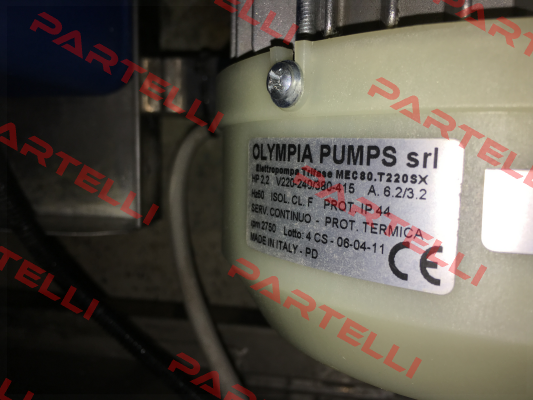 PARTELLI
PARTELLI
PARTELLI
OLYMPIA PUMPS srl
Elettropompa Trifase MEC80.T220SX
HP 2,2 V220-240/380-415 A. 6.2/3.2
Hz50 ISOL. CL. F PROT. IP 44
SERV. CONTINUO - PROT. TERMICA
rpm 2750 Lotto: 4 CS - 06-04-11
MADE IN ITALY - PD
CE
PARTELLI
PARTELLI
PARTELLI